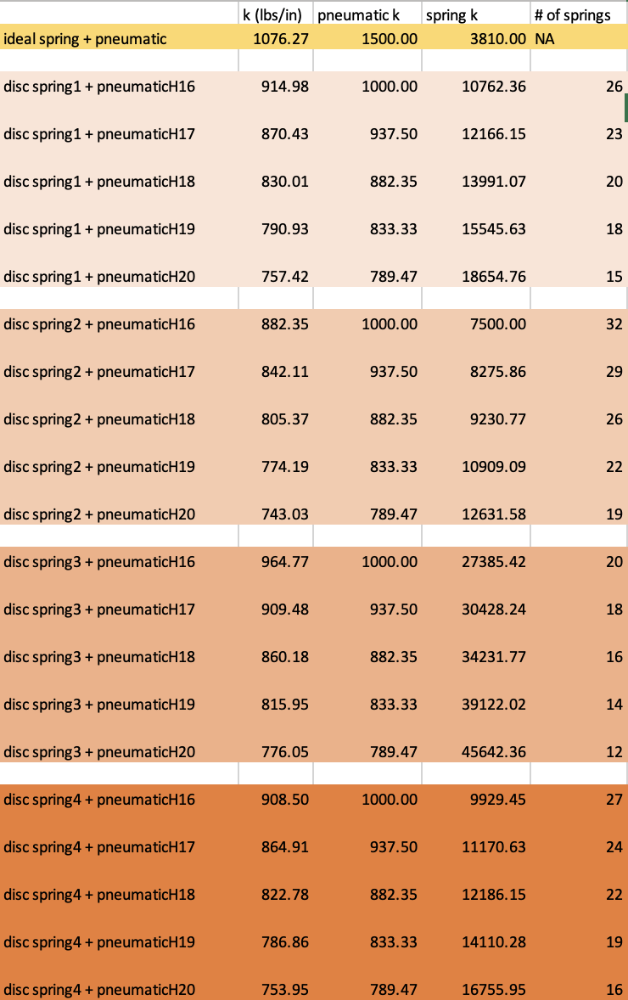 k (lbs/in) pneumatic k spring k # of springs
ideal spring + pneumatic 1076.27 1500.00 3810.00 NA
disc spring1 + pneumaticH16 914.98 1000.00 10762.36 26
disc spring1 + pneumaticH17 870.43 937.50 12166.15 23
disc spring1 + pneumaticH18 830.01 882.35 13991.07 20
disc spring1 + pneumaticH19 790.93 833.33 15545.63 18
disc spring1 + pneumaticH20 757.42 789.47 18654.76 15
disc spring2 + pneumaticH16 882.35 1000.00 7500.00 32
disc spring2 + pneumaticH17 842.11 937.50 8275.86 29
disc spring2 + pneumaticH18 805.37 882.35 9230.77 26
disc spring2 + pneumaticH19 774.19 833.33 10909.09 22
disc spring2 + pneumaticH20 743.03 789.47 12631.58 19
disc spring3 + pneumaticH16 964.77 1000.00 27385.42 20
disc spring3 + pneumaticH17 909.48 937.50 30428.24 18
disc spring3 + pneumaticH18 860.18 882.35 34231.77 16
disc spring3 + pneumaticH19 815.95 833.33 39122.02 14
disc spring3 + pneumaticH20 776.05 789.47 45642.36 12
disc spring4 + pneumaticH16 908.50 1000.00 9929.45 27
disc spring4 + pneumaticH17 864.91 937.50 11170.63 24
disc spring4 + pneumaticH18 822.78 882.35 12186.15 22
disc spring4 + pneumaticH19 786.86 833.33 14110.28 19
disc spring4 + pneumaticH20 753.95 789.47 16755.95 16